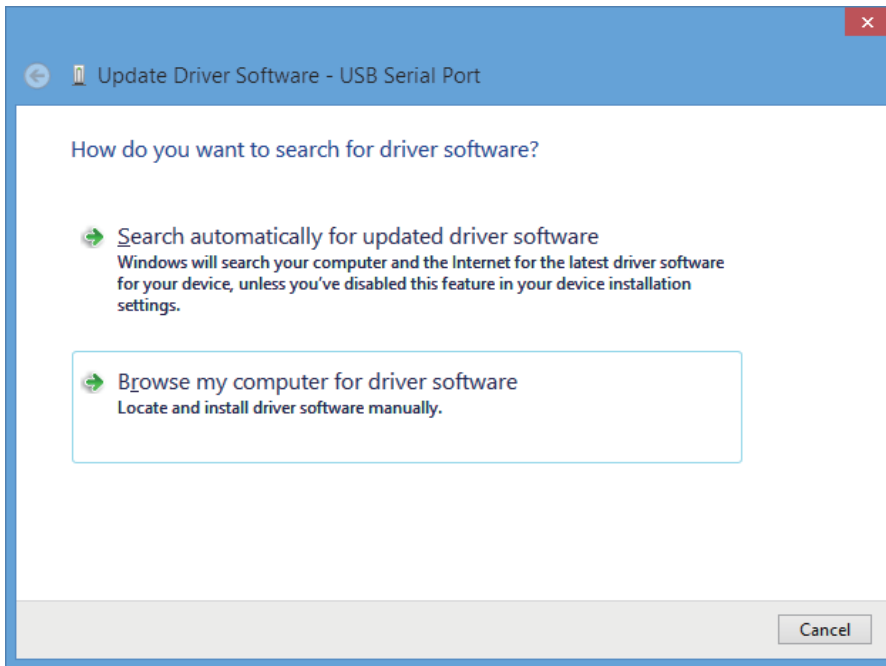 Update Driver Software - USB Serial Port
How do you want to search for driver software?
Search automatically for updated driver software
Windows will search your computer and the Internet for the latest driver software
for your device, unless you've disabled this feature in your device installation
settings.
Browse my computer for driver software
Locate and install driver software manually.
Cancel